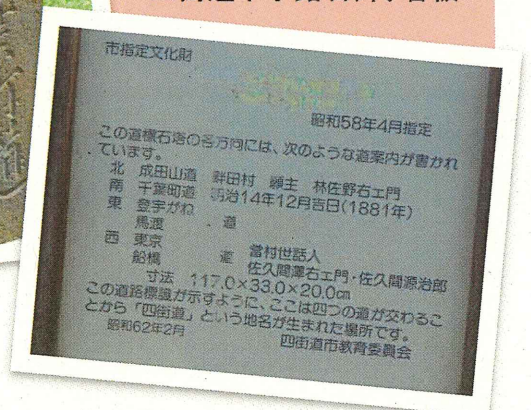 市指定文化財
昭和58年4月指定
この道標石塔の各方向には、次のような道案内が書かれ
ています。
北 成田山道 畔田村 願主 林佐野右エ門
南 千葉町道 明治14年12月吉日(1881年)
東 登宇がね
馬渡 道
西 東京 當村世話人
船橋 道 佐久間澤右エ門・佐久間源治郎
寸法 117.0×33.0×20.0cm
この道路標識が示すように、ここは四つの道が交わるこ
とから「四街道」という地名が生まれた場所です。
昭和62年2月
四街道市教育委員会